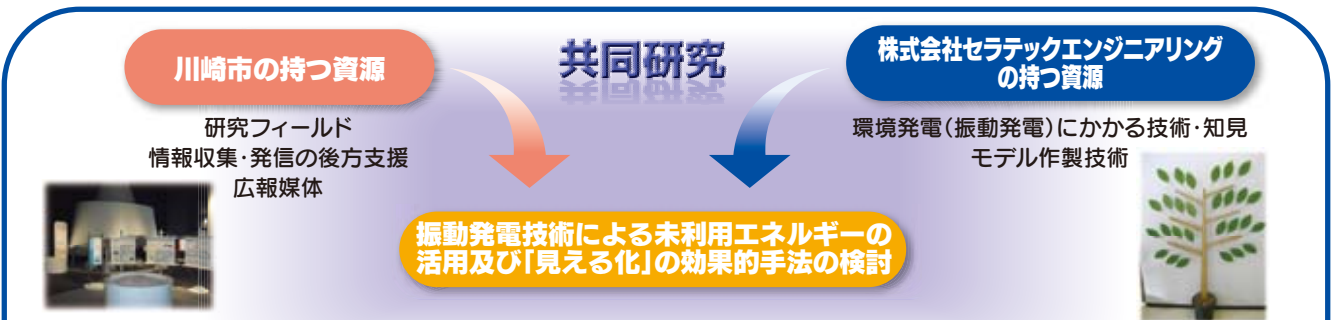 共同研究
川崎市の持つ資源
研究フィールド
情報収集・発信の後方支援
広報媒体
株式会社セラテックエンジニアリング
の持つ資源
環境発電(振動発電)にかかる技術・知見
モデル作製技術
振動発電技術による未利用エネルギーの
活用及び「見える化」の効果的手法の検討